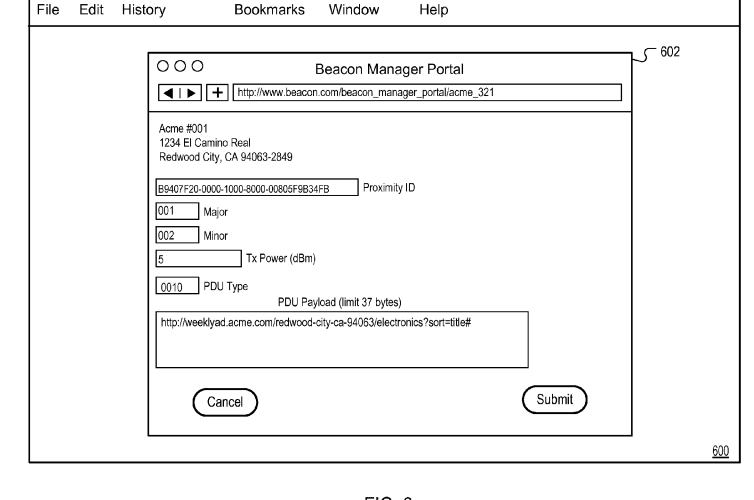 File Edit History Bookmarks Window Help
602
Beacon Manager Portal
http://www.beacon.com/beacon_manager_portal/acme_321
Acme #001
1234 El Camino Real
Redwood City, CA 94063-2849
B9407F20-0000-1000-8000-00805F9B34FB Proximity ID
001 Major
002 Minor
5 Tx Power (dBm)
0010 PDU Type
PDU Payload (limit 37 bytes)
http://weeklyad.acme.com/redwood-city-ca-94063/electronics?sort=title#
Cancel Submit
600